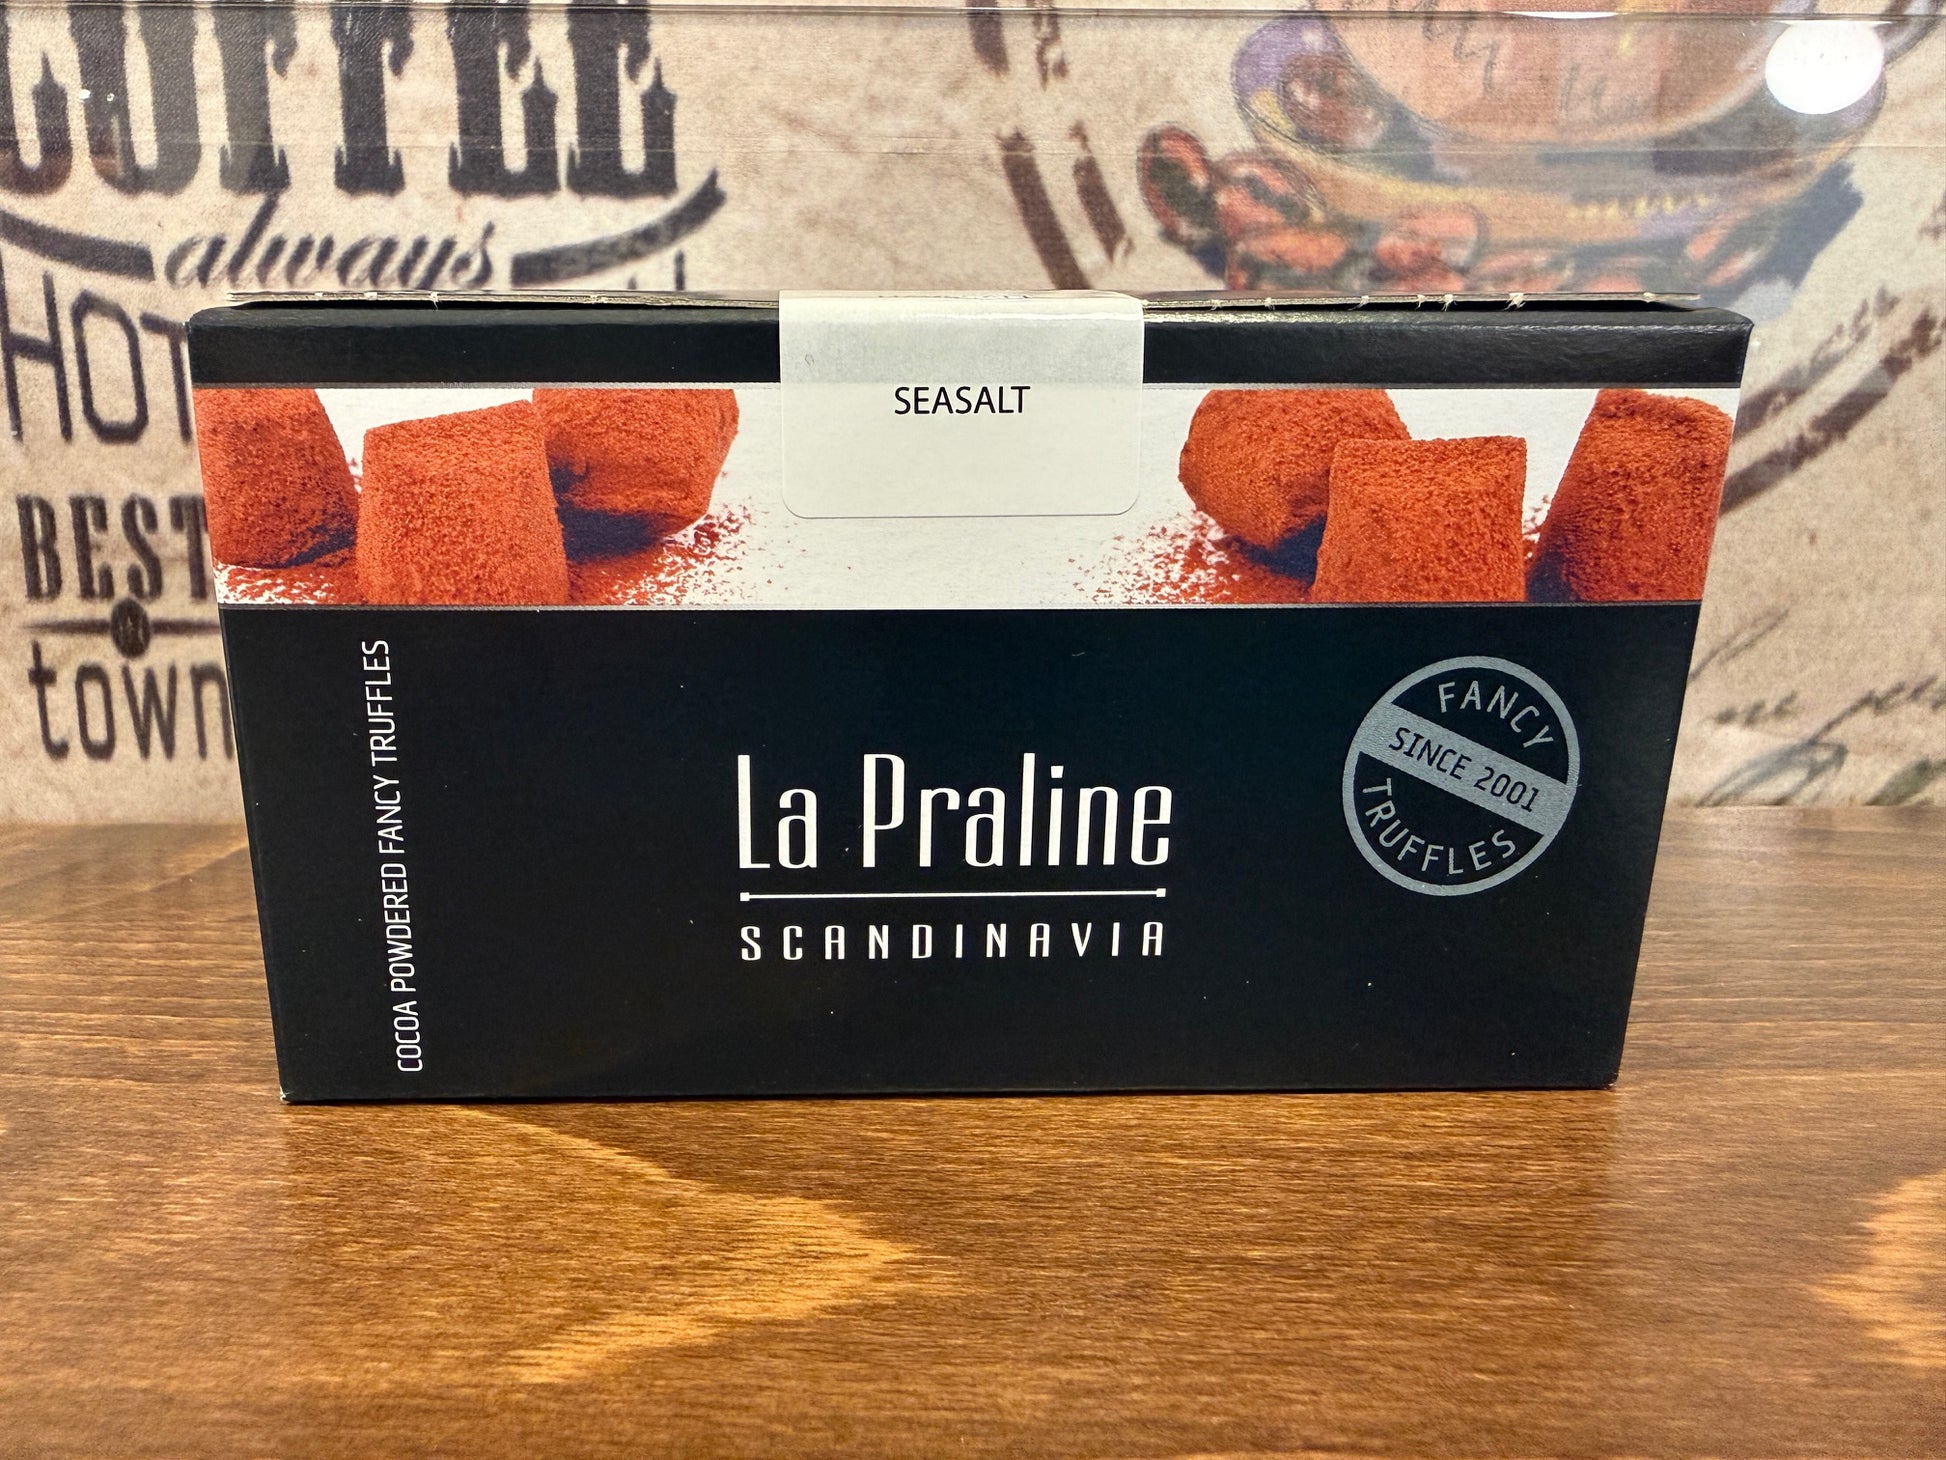 COFFEE
always
HOT
BEST
town
SEASALT
COCOA POWDERED FANCY TRUFFLES
La Praline
SCANDINAVIA
FANCY
SINCE 2001
TRUFFLES